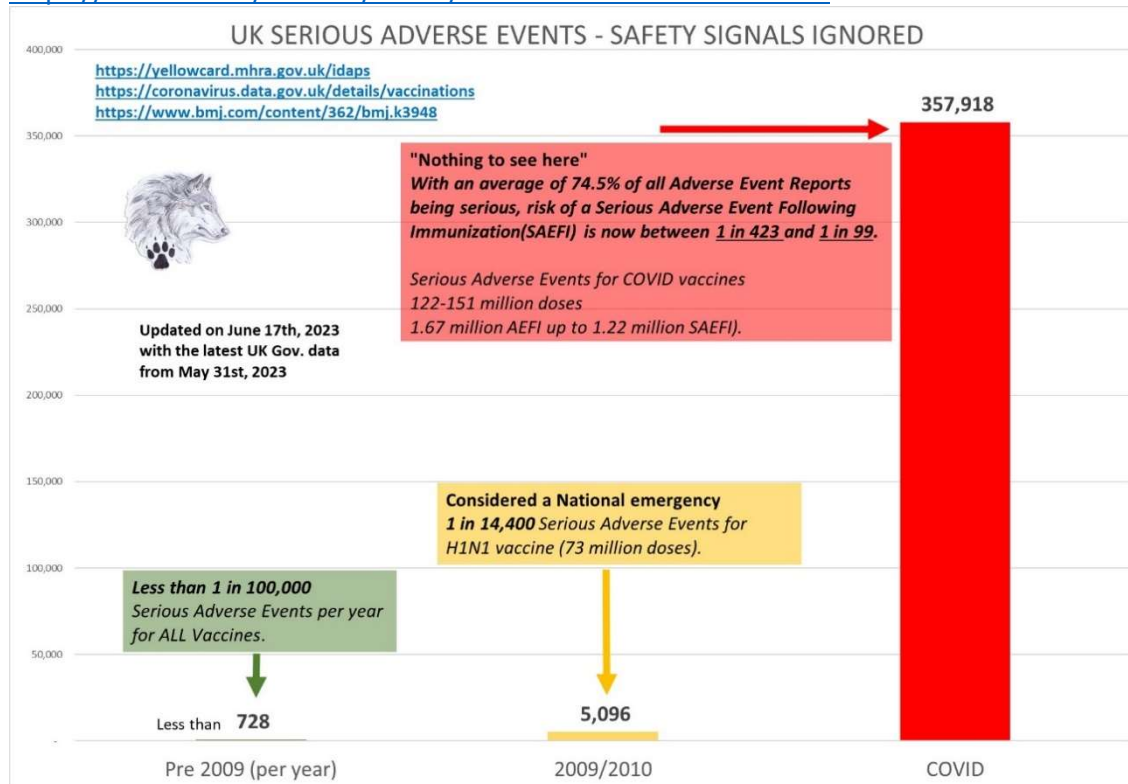 UK SERIOUS ADVERSE EVENTS - SAFETY SIGNALS IGNORED
400,000
https://yellowcard.mhra.gov.uk/idaps
https://coronavirus.data.gov.uk/details/vaccinations
https://www.bmj.com/content/362/bmj.k3948
357,918
350,000
"Nothing to see here"
With an average of 74.5% of all Adverse Event Reports
being serious, risk of a Serious Adverse Event Following
Immunization(SAEFI) is now between 1 in 423 and 1 in 99.
300,000
Serious Adverse Events for COVID vaccines
122-151 million doses
1.67 million AEFI up to 1.22 million SAEFI).
250,000
Updated on June 17th, 2023
with the latest UK Gov. data
from May 31st, 2023
200,000
150,000
Considered a National emergency
1 in 14,400 Serious Adverse Events for
H1N1 vaccine (73 million doses).
100,000
Less than 1 in 100,000
Serious Adverse Events per year
for ALL Vaccines.
50,000
Less than 728
5,096
-
Pre 2009 (per year)
2009/2010
COVID